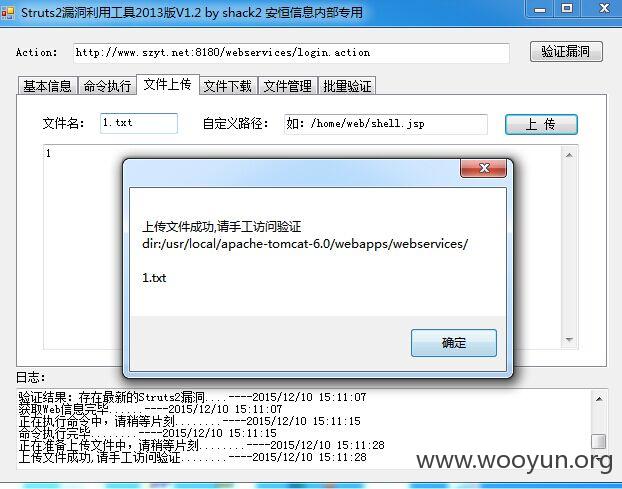 Struts2漏洞利用工具2013版V1.2 by shack2 安恒信息内部专用
Action: http://www.szyt.net:8180/webservices/login.action 验证漏洞
基本信息 命令执行 文件上传 文件下载 文件管理 批量验证
文件名: 1.txt 自定义路径: 如: /home/web/shell.jsp 上 传
1
上传文件成功,请手工访问验证
dir:/usr/local/apache-tomcat-6.0/webapps/webservices/
1.txt
确定
日志:
验证结果: 存在最新的Struts2漏洞....----2015/12/10 15:11:07
获取Web信息完毕......----2015/12/10 15:11:07
正在执行命令中, 请稍等片刻........----2015/12/10 15:11:15
命令执行完毕........----2015/12/10 15:11:15
正在准备上传文件中, 请稍等片刻........----2015/12/10 15:11:28
上传文件成功,请手工访问验证........----2015/12/10 15:11:28
www.wooyun.org